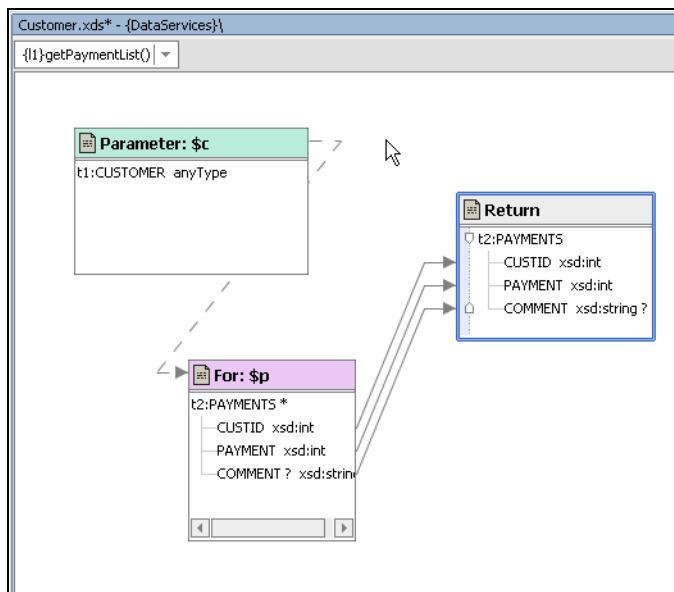 Customer.xds* - {DataServices}\
{l1}getPaymentList()
Parameter: $c
t1:CUSTOMER anyType
Return
t2:PAYMENTS
CUSTID xsd:int
PAYMENT xsd:int
COMMENT xsd:string ?
For: $p
t2:PAYMENTS *
CUSTID xsd:int
PAYMENT xsd:int
COMMENT ? xsd:string